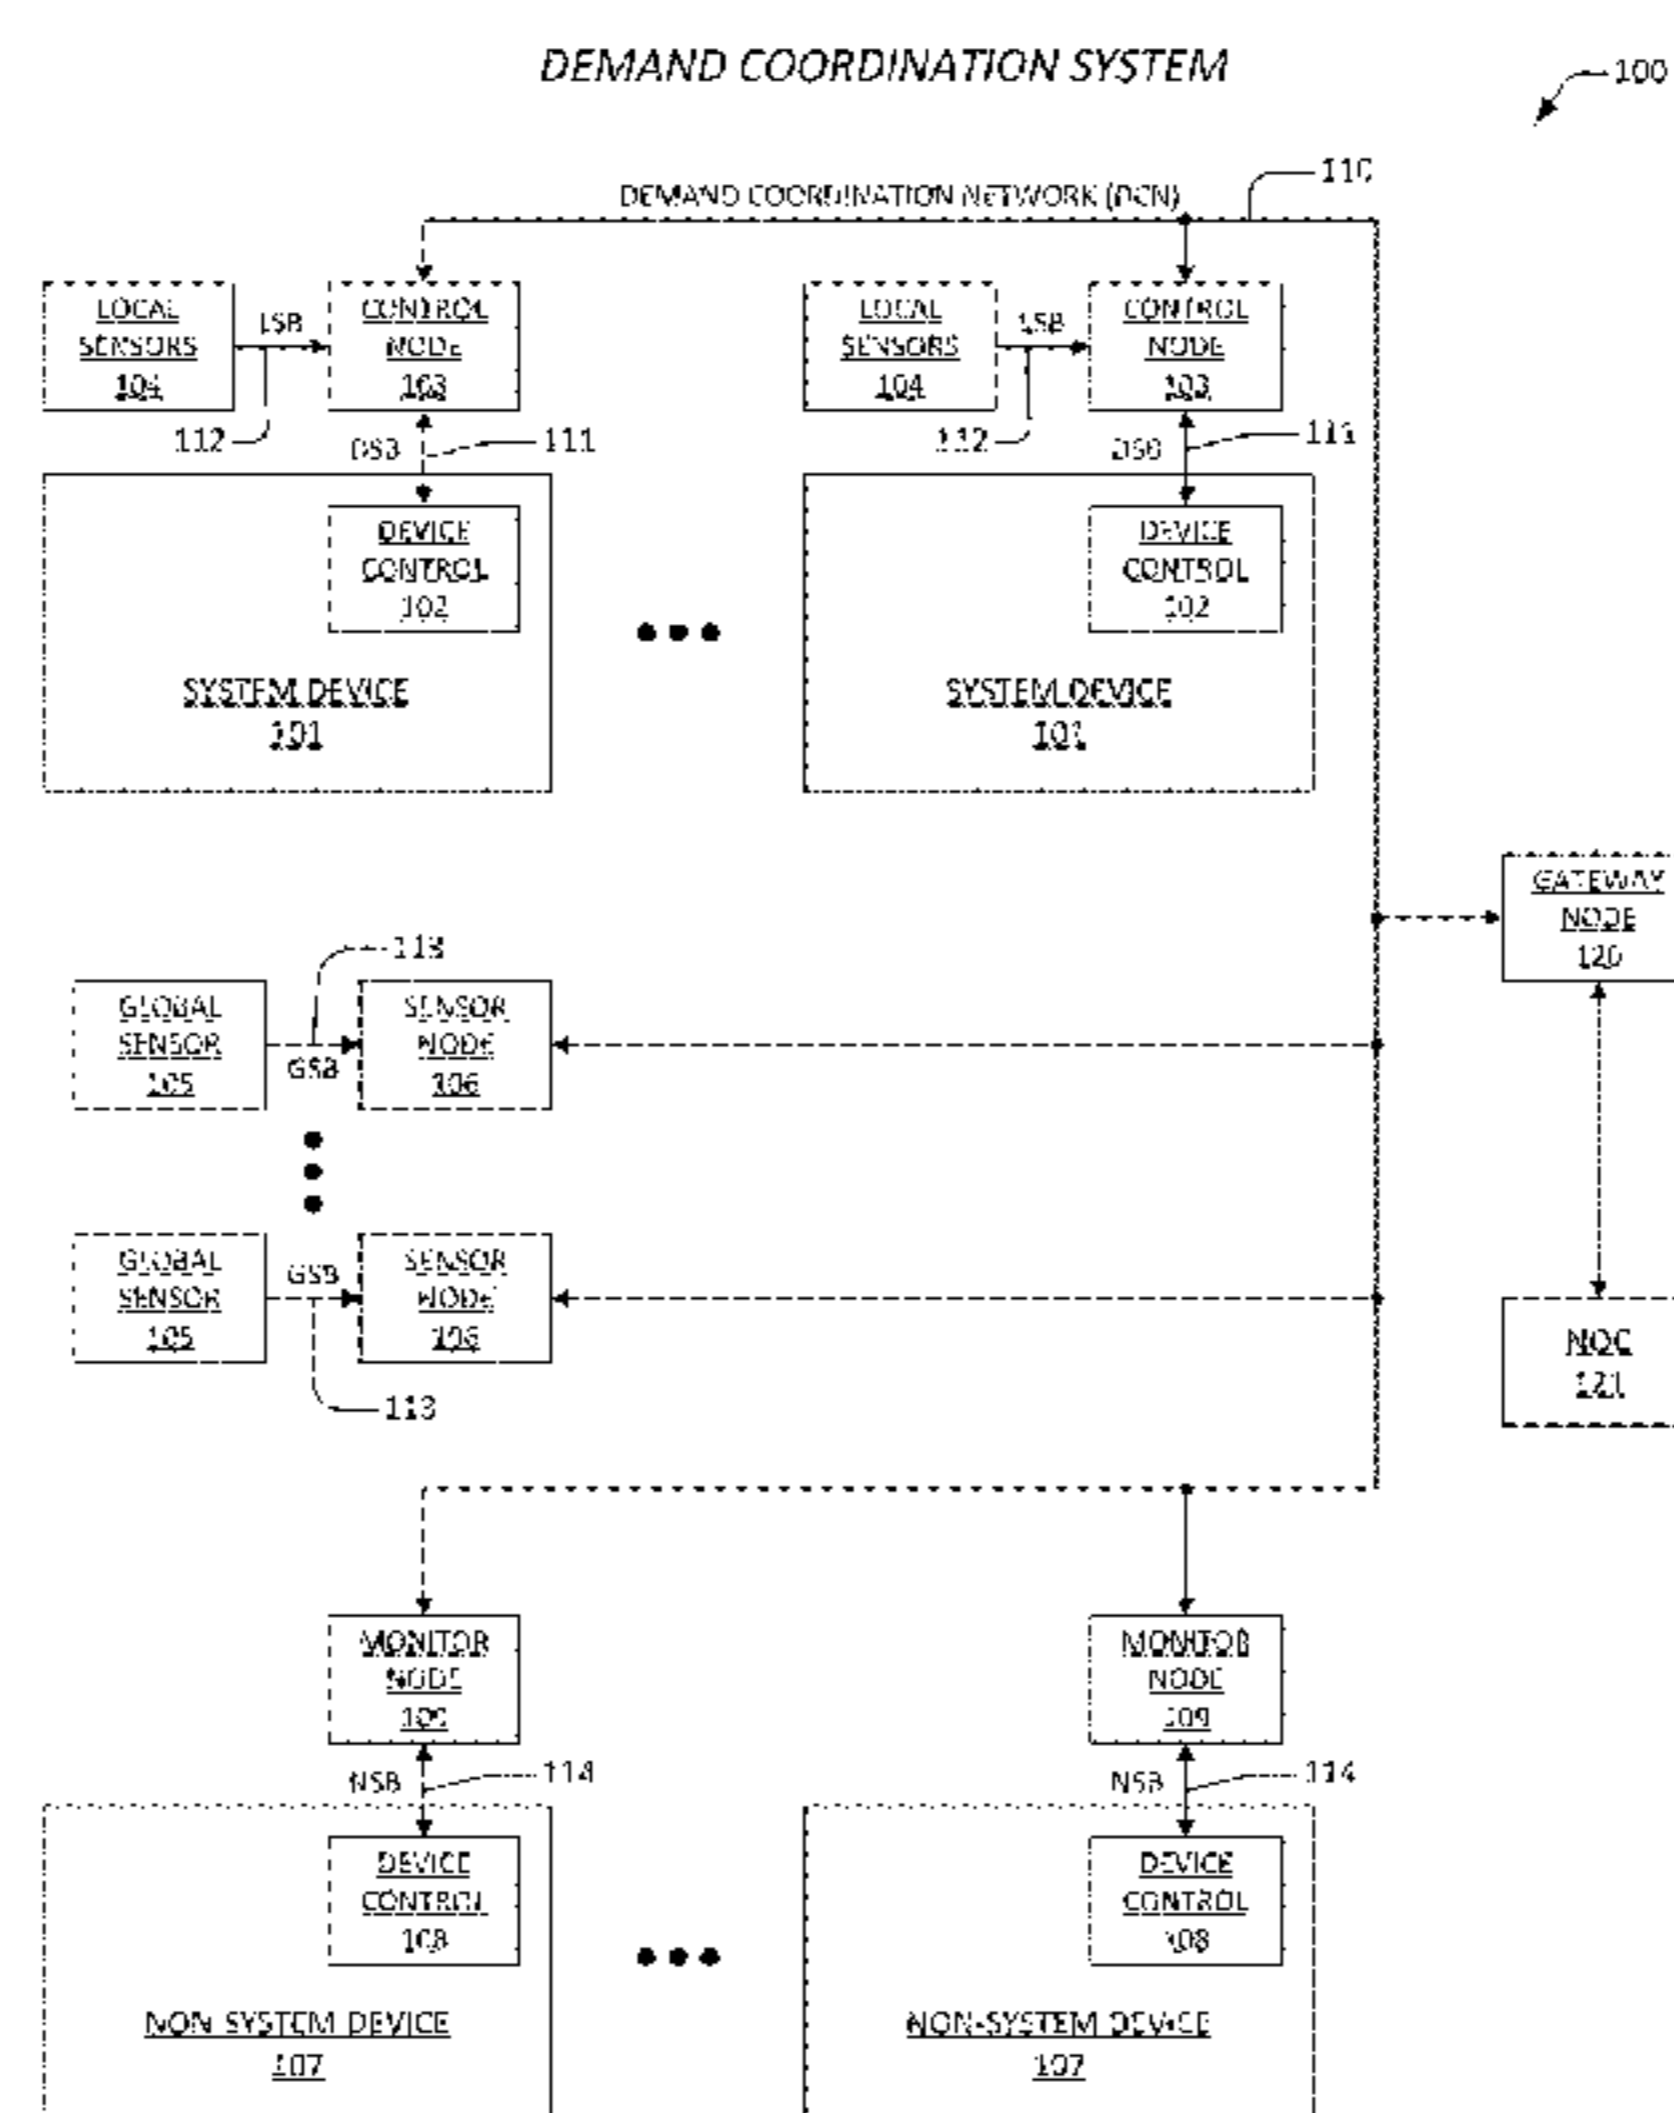 DEMAND COORDINATION SYSTEM
100
110
DEMAND COORDINATION NETWORK (DCN)
LOCAL
SENSORS
104
LSB
CONTROL
NODE
103
LOCAL
SENSORS
104
LSB
CONTROL
NODE
103
112
DSB
111
112
DSB
111
DEVICE
CONTROL
102
DEVICE
CONTROL
102
SYSTEM DEVICE
101
SYSTEM DEVICE
101
GATEWAY
NODE
120
113
GLOBAL
SENSOR
105
GSB
SENSOR
NODE
106
GLOBAL
SENSOR
105
GSB
SENSOR
NODE
106
113
NOC
121
MONITOR
NODE
109
MONITOR
NODE
109
NSB
114
NSB
114
DEVICE
CONTROL
108
DEVICE
CONTROL
108
NON-SYSTEM DEVICE
107
NON-SYSTEM DEVICE
107